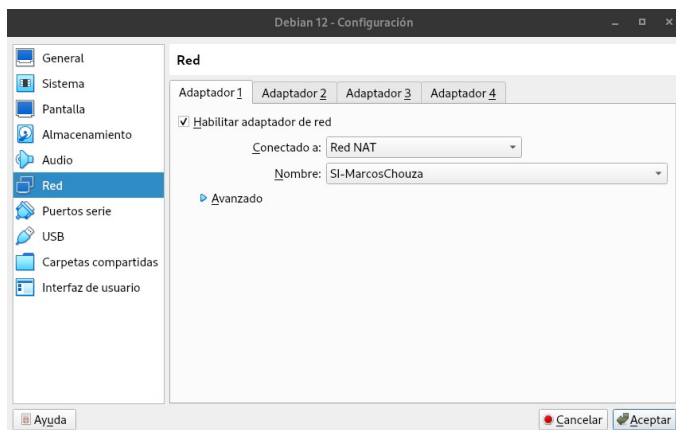 Debian 12 - Configuración
General
Sistema
Pantalla
Almacenamiento
Audio
Red
Puertos serie
USB
Carpetas compartidas
Interfaz de usuario
Red
Adaptador 1 Adaptador 2 Adaptador 3 Adaptador 4
Habilitar adaptador de red
Conectado a: Red NAT
Nombre: SI-MarcosChouza
Avanzado
Ayuda Cancelar Aceptar